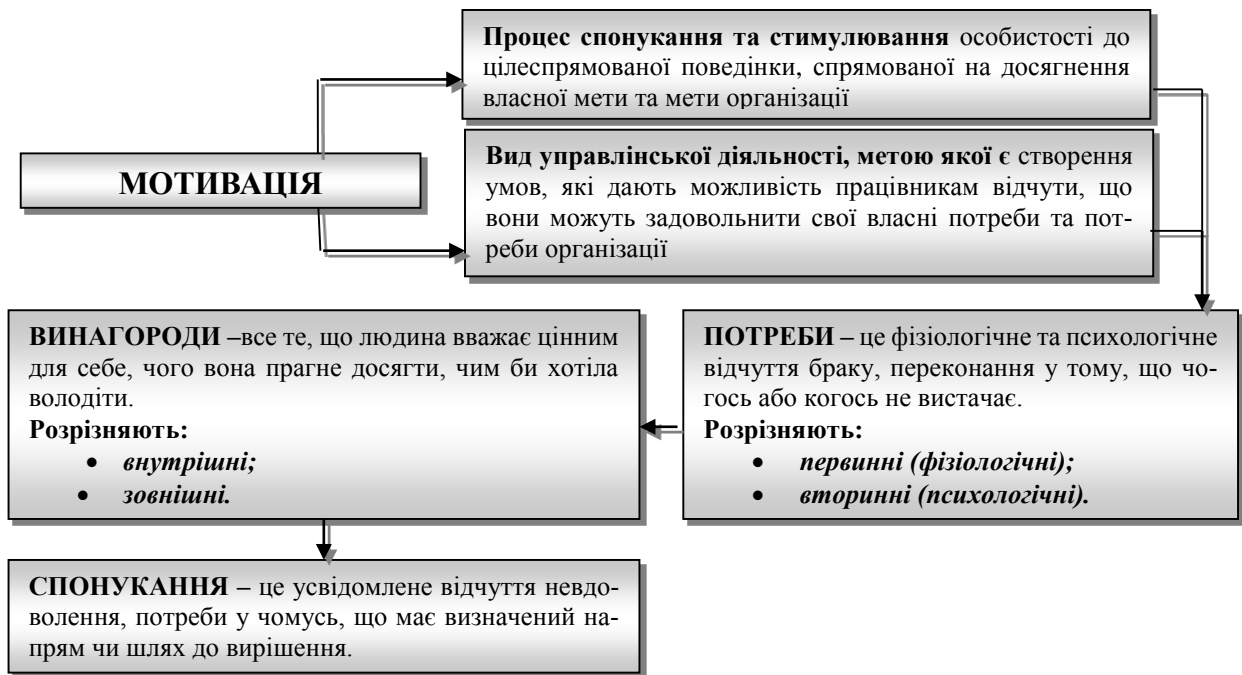 Процес спонукання та стимулювання особистості до
цілеспрямованої поведінки, спрямованої на досягнення
власної мети та мети організації
МОТИВАЦІЯ
Вид управлінської діяльності, метою якої є створення
умов, які дають можливість працівникам відчути, що
вони можуть задовольнити свої власні потреби та пот-
реби організації
ВИНАГОРОДИ –все те, що людина вважає цінним
для себе, чого вона прагне досягти, чим би хотіла
володіти.
Розрізняють:
• внутрішні;
• зовнішні.
ПОТРЕБИ – це фізіологічне та психологічне
відчуття браку, переконання у тому, що чо-
гось або когось не вистачає.
Розрізняють:
• первинні (фізіологічні);
• вторинні (психологічні).
СПОНУКАННЯ – це усвідомлене відчуття невдо-
волення, потреби у чомусь, що має визначений на-
прям чи шлях до вирішення.